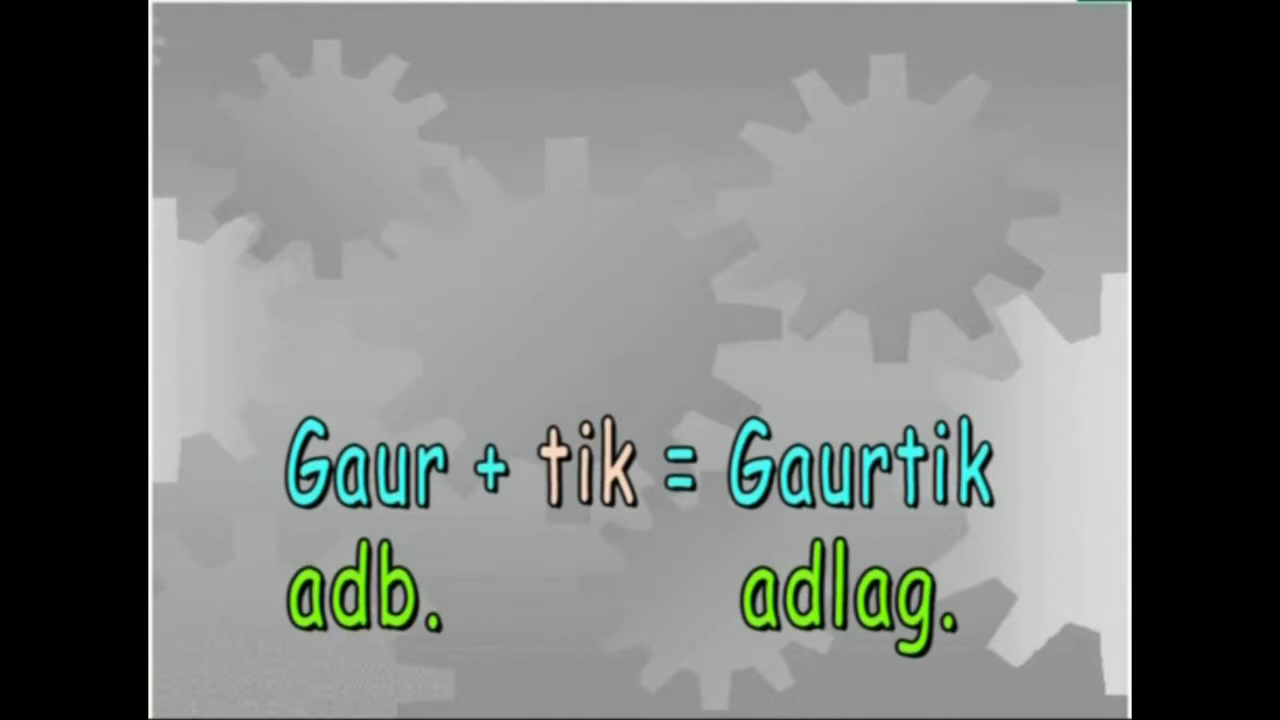 Gaur + tik = Gaurtik
adb. adlag.